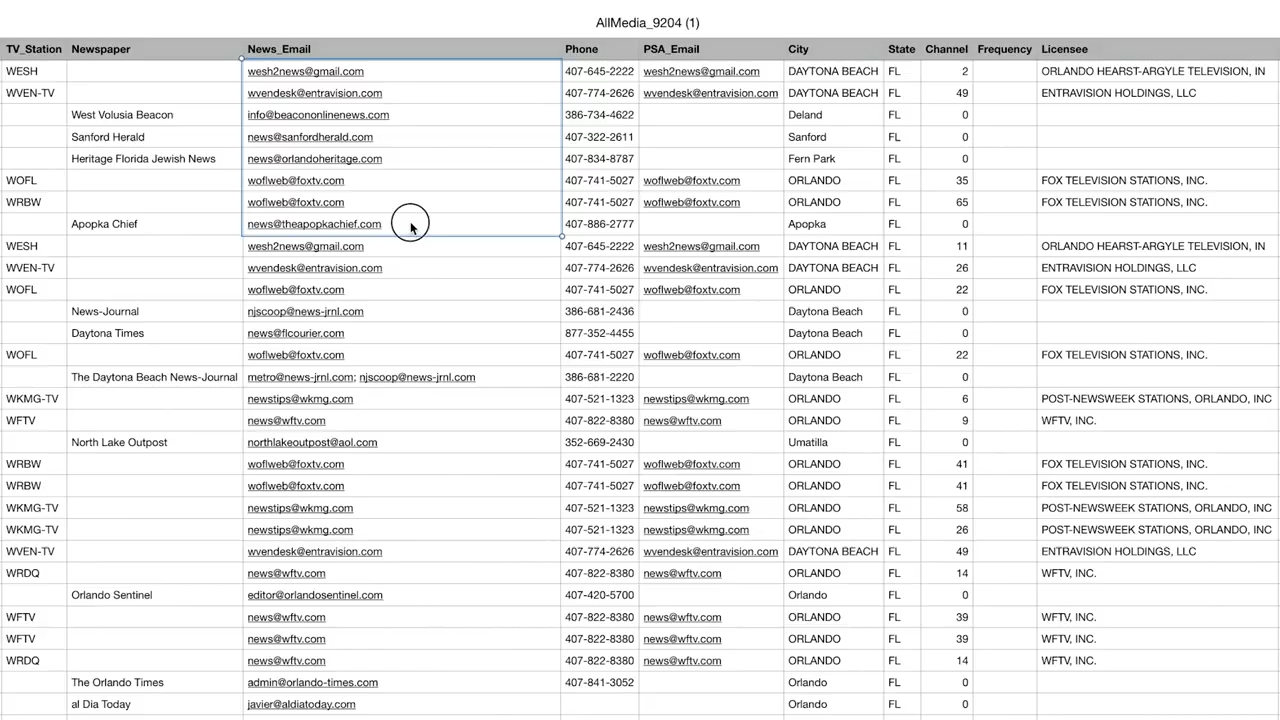 AllMedia_9204 (1)
TV_Station Newspaper News_Email Phone PSA_Email City State Channel Frequency Licensee
WESH wesh2news@gmail.com 407-645-2222 wesh2news@gmail.com DAYTONA BEACH FL 2 ORLANDO HEARST-ARGYLE TELEVISION, IN
WVEN-TV wvendesk@entravision.com 407-774-2626 wvendesk@entravision.com DAYTONA BEACH FL 49 ENTRAVISION HOLDINGS, LLC
West Volusia Beacon info@beacononlinenews.com 386-734-4622 Deland FL 0
Sanford Herald news@sanfordherald.com 407-322-2611 Sanford FL 0
Heritage Florida Jewish News news@orlandoheritage.com 407-834-8787 Fern Park FL 0
WOFL woflweb@foxtv.com 407-741-5027 woflweb@foxtv.com ORLANDO FL 35 FOX TELEVISION STATIONS, INC.
WRBW woflweb@foxtv.com 407-741-5027 woflweb@foxtv.com ORLANDO FL 65 FOX TELEVISION STATIONS, INC.
Apopka Chief news@theapopkachief.com 407-886-2777 Apopka FL 0
WESH wesh2news@gmail.com 407-645-2222 wesh2news@gmail.com DAYTONA BEACH FL 11 ORLANDO HEARST-ARGYLE TELEVISION, IN
WVEN-TV wvendesk@entravision.com 407-774-2626 wvendesk@entravision.com DAYTONA BEACH FL 26 ENTRAVISION HOLDINGS, LLC
WOFL woflweb@foxtv.com 407-741-5027 woflweb@foxtv.com ORLANDO FL 22 FOX TELEVISION STATIONS, INC.
News-Journal njscoop@news-jrnl.com 386-681-2436 Daytona Beach FL 0
Daytona Times news@flcourier.com 877-352-4455 Daytona Beach FL 0
WOFL woflweb@foxtv.com 407-741-5027 woflweb@foxtv.com ORLANDO FL 22 FOX TELEVISION STATIONS, INC.
The Daytona Beach News-Journal metro@news-jrnl.com; njscoop@news-jrnl.com 386-681-2220 Daytona Beach FL 0
WKMG-TV newstips@wkmg.com 407-521-1323 newstips@wkmg.com ORLANDO FL 6 POST-NEWSWEEK STATIONS, ORLANDO, INC
WFTV news@wftv.com 407-822-8380 news@wftv.com ORLANDO FL 9 WFTV, INC.
North Lake Outpost northlakeoutpost@aol.com 352-669-2430 Umatilla FL 0
WRBW woflweb@foxtv.com 407-741-5027 woflweb@foxtv.com ORLANDO FL 41 FOX TELEVISION STATIONS, INC.
WRBW woflweb@foxtv.com 407-741-5027 woflweb@foxtv.com ORLANDO FL 41 FOX TELEVISION STATIONS, INC.
WKMG-TV newstips@wkmg.com 407-521-1323 newstips@wkmg.com ORLANDO FL 58 POST-NEWSWEEK STATIONS, ORLANDO, INC
WKMG-TV newstips@wkmg.com 407-521-1323 newstips@wkmg.com ORLANDO FL 26 POST-NEWSWEEK STATIONS, ORLANDO, INC
WVEN-TV wvendesk@entravision.com 407-774-2626 wvendesk@entravision.com DAYTONA BEACH FL 49 ENTRAVISION HOLDINGS, LLC
WRDQ news@wftv.com 407-822-8380 news@wftv.com ORLANDO FL 14 WFTV, INC.
Orlando Sentinel editor@orlandosentinel.com 407-420-5700 Orlando FL 0
WFTV news@wftv.com 407-822-8380 news@wftv.com ORLANDO FL 39 WFTV, INC.
WFTV news@wftv.com 407-822-8380 news@wftv.com ORLANDO FL 39 WFTV, INC.
WRDQ news@wftv.com 407-822-8380 news@wftv.com ORLANDO FL 14 WFTV, INC.
The Orlando Times admin@orlando-times.com 407-841-3052 Orlando FL 0
al Dia Today javier@aldiatoday.com Orlando FL 0